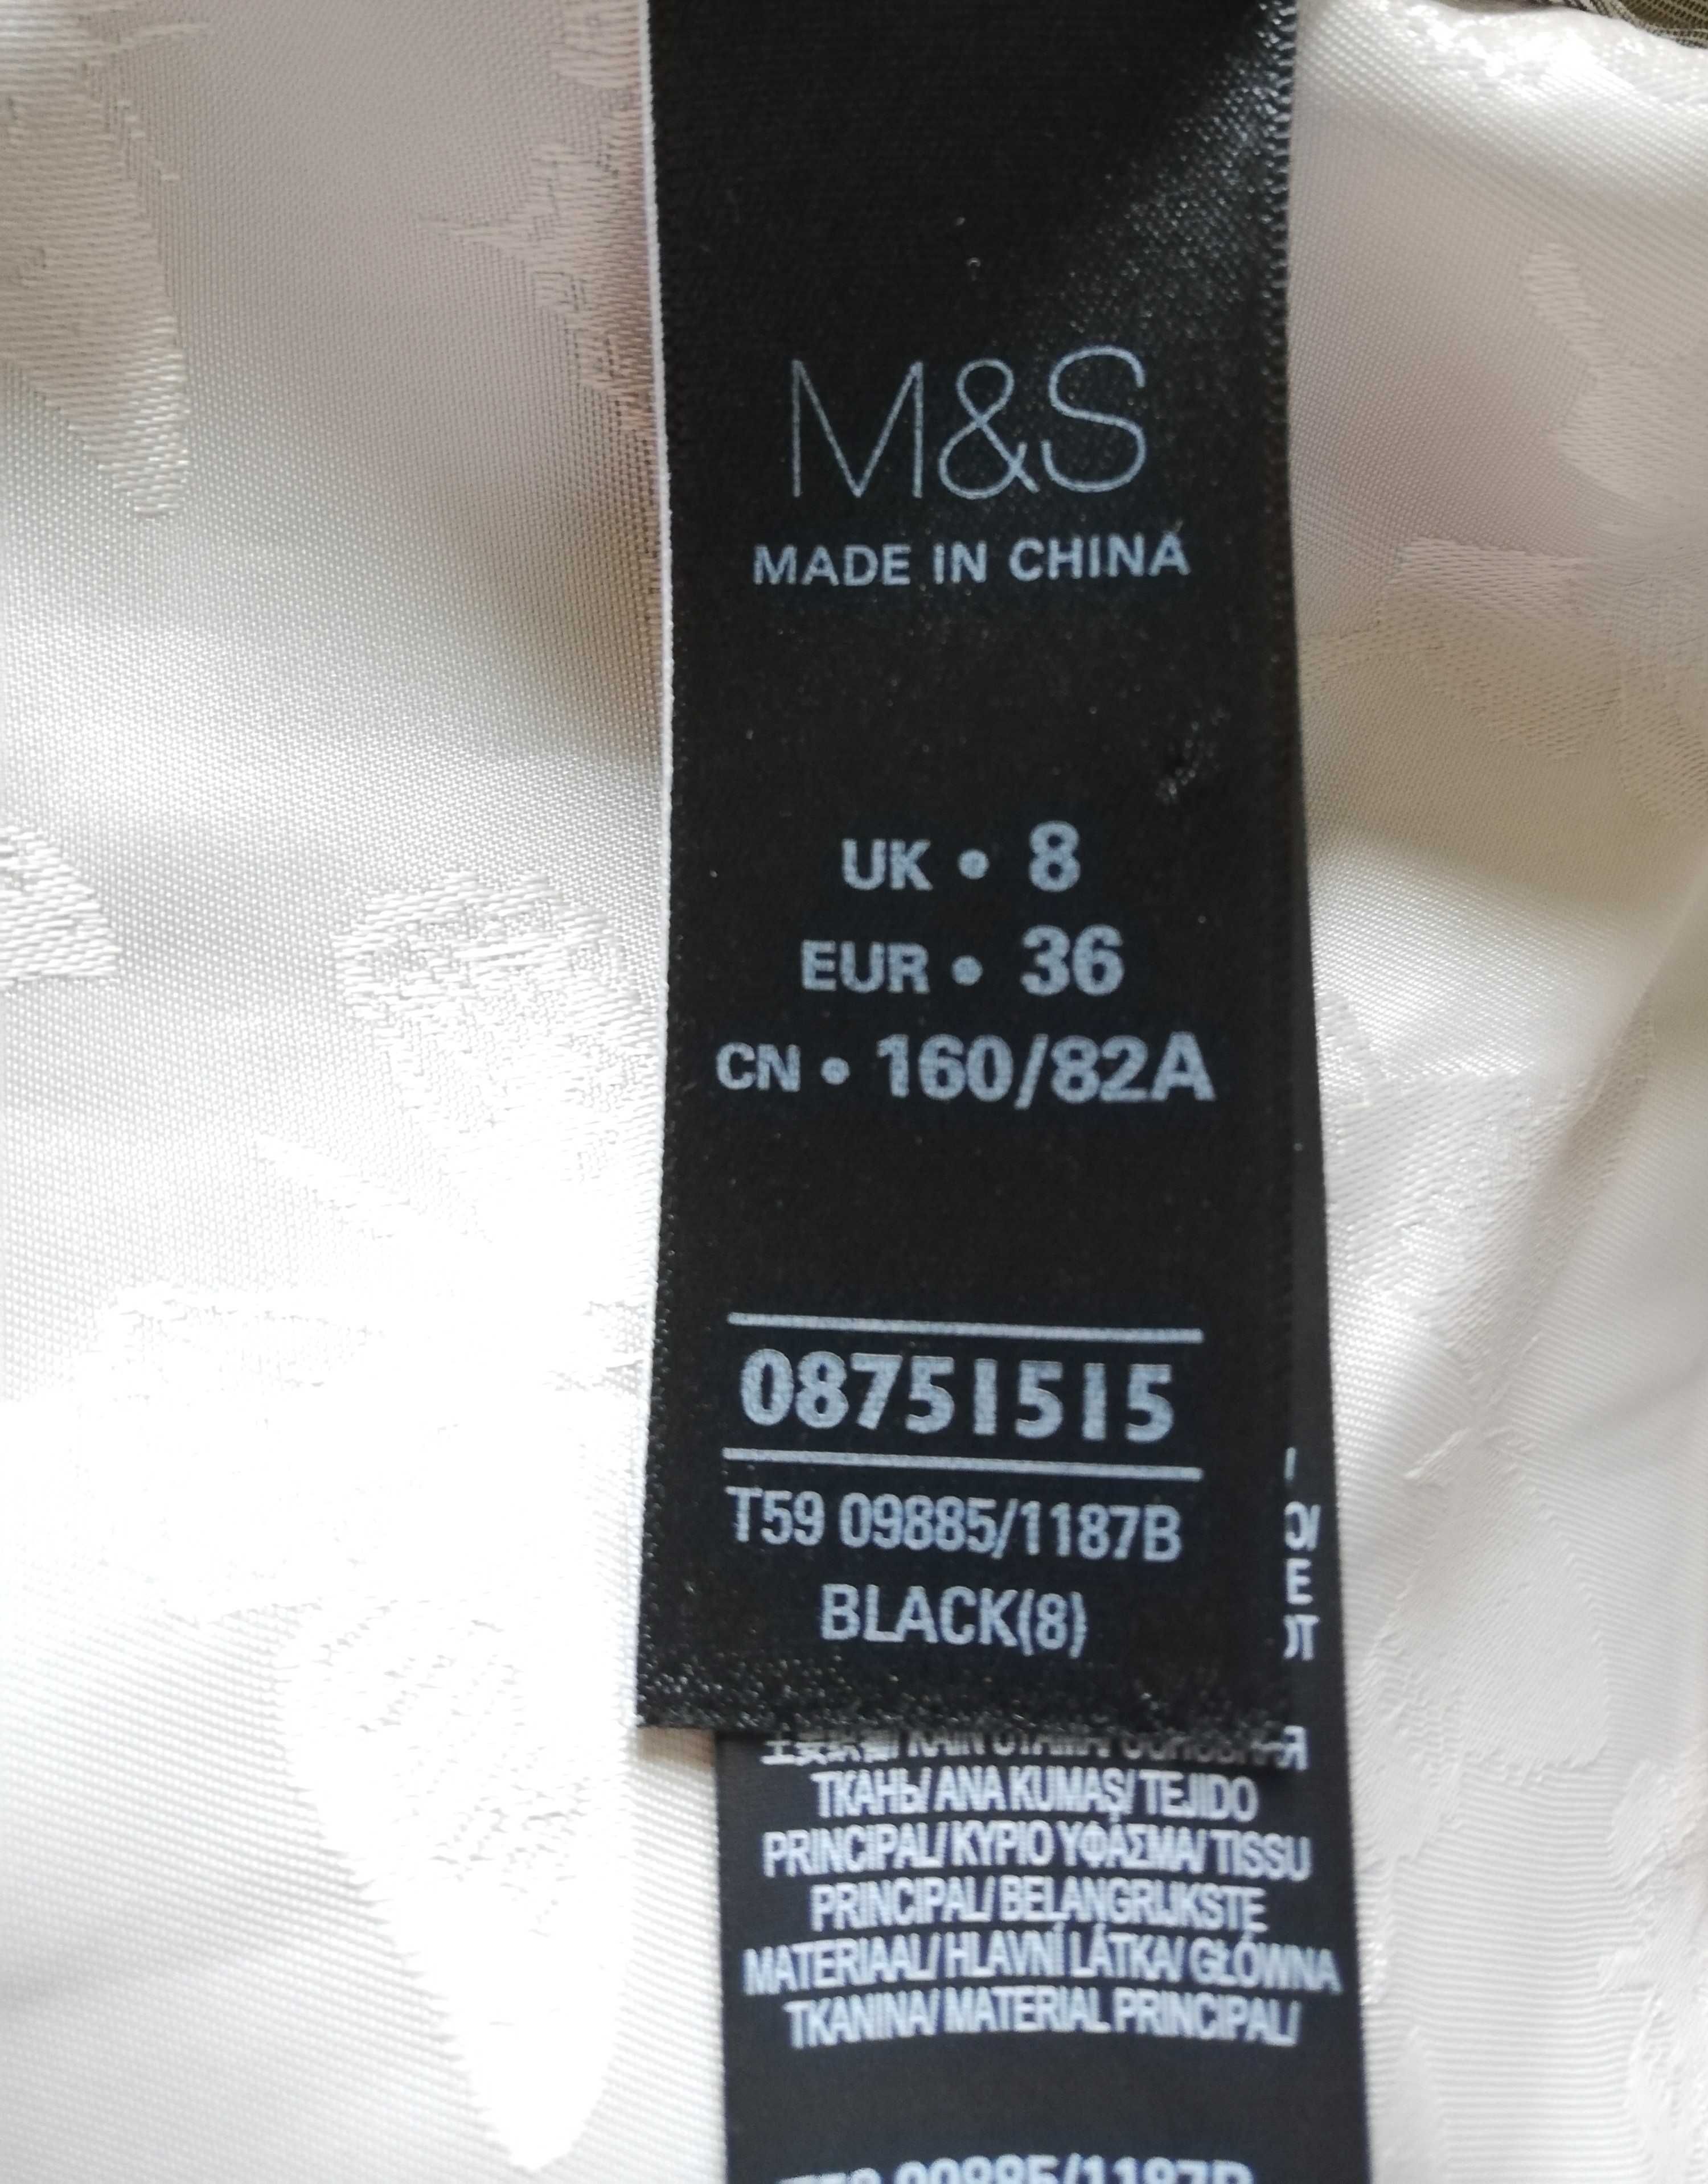 M&S
MADE IN CHINA
UK • 8
EUR • 36
CN • 160/82A
08751515
T59 09885/1187B
BLACK(8)
ТКАНЬ/ ANA KUMAŞ/ TEJIDO
PRINCIPAL/ ΚΥΡΙΟ ΥΦΑΣΜΑ/ TISSU
PRINCIPAL/ BELANGRIJKSTE
MATERIAAL/ HLAVNÍ LÁTKA/ GŁÓWNA
TKANINA/ MATERIAL PRINCIPAL/